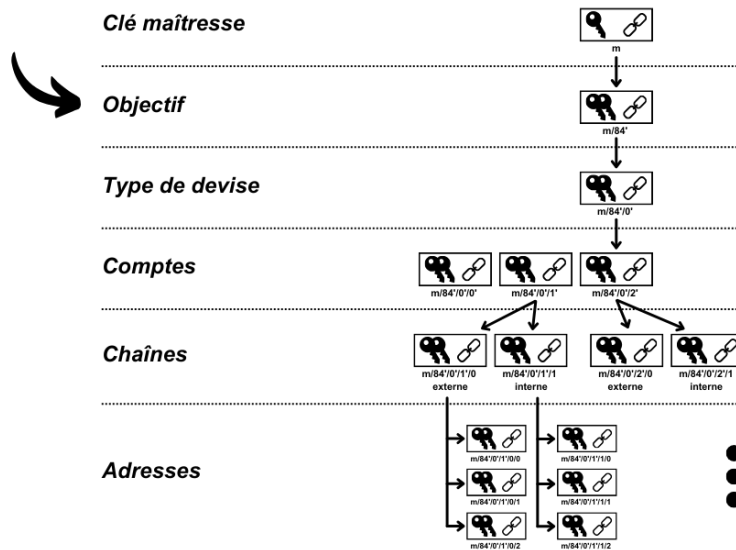 Clé maîtresse
m
Objectif
m/84'
Type de devise
m/84'/0'
Comptes
m/84'/0'/0' m/84'/0'/1' m/84'/0'/2'
Chaînes
m/84'/0'/1'/0 m/84'/0'/1'/1 m/84'/0'/2'/0 m/84'/0'/2'/1
externe interne externe interne
Adresses
m/84'/0'/1'/0/0 m/84'/0'/1'/1/0
m/84'/0'/1'/0/1 m/84'/0'/1'/1/1
m/84'/0'/1'/0/2 m/84'/0'/1'/1/2